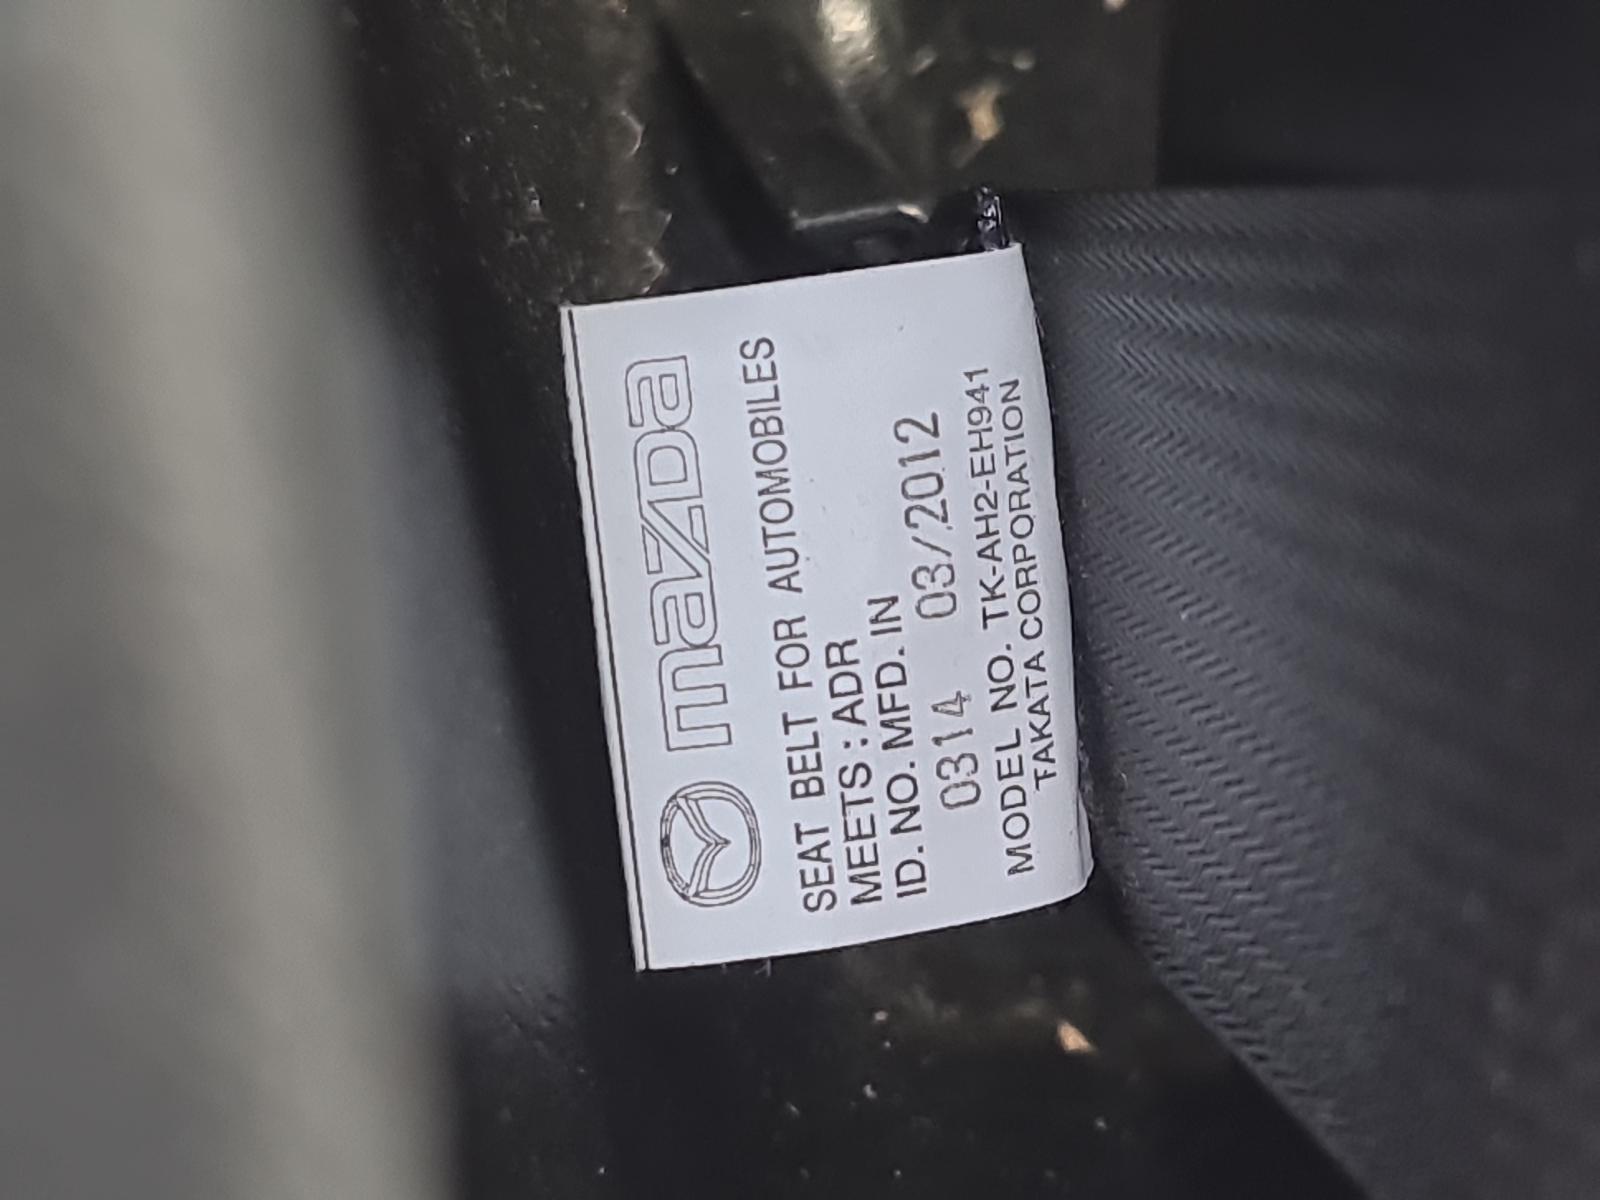 mazda
SEAT BELT FOR AUTOMOBILES
MEETS : ADR
ID. NO. MFD. IN
0314 03/2012
MODEL NO. TK-AH2-EH941
TAKATA CORPORATION